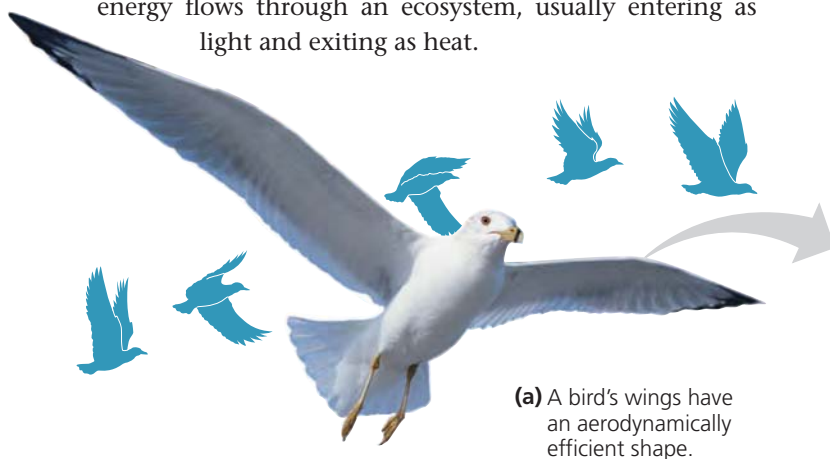 energy flows through an ecosystem, usually entering as
light and exiting as heat.
(a) A bird’s wings have
an aerodynamically
efficient shape.